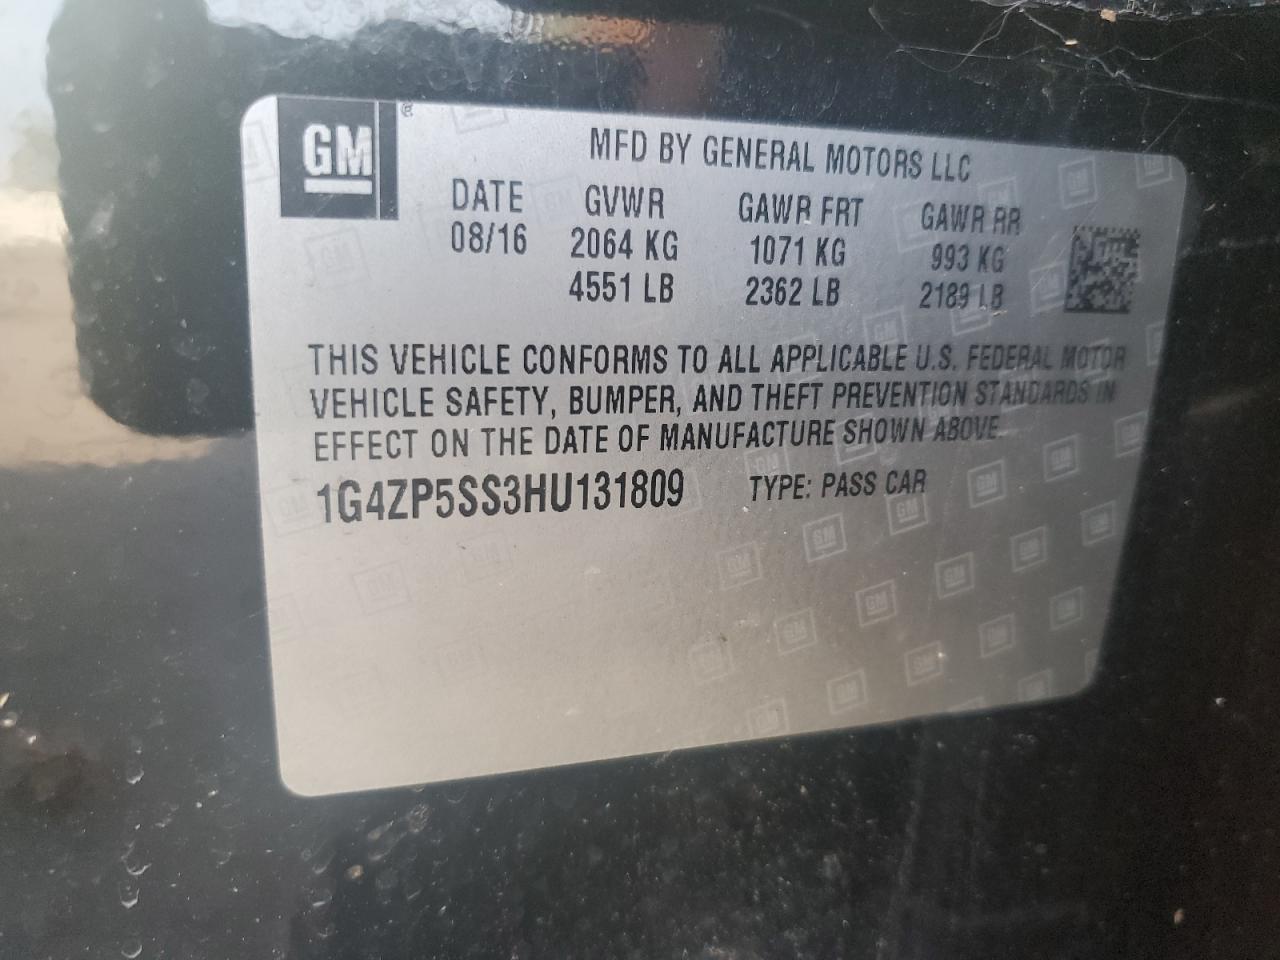 GM
MFD BY GENERAL MOTORS LLC
DATE GVWR GAWR FRT GAWR RR
08/16 2064 KG 1071 KG 993 KG
4551 LB 2362 LB 2189 LB
THIS VEHICLE CONFORMS TO ALL APPLICABLE U.S. FEDERAL MOTOR
VEHICLE SAFETY, BUMPER, AND THEFT PREVENTION STANDARDS IN
EFFECT ON THE DATE OF MANUFACTURE SHOWN ABOVE.
1G4ZP5SS3HU131809 TYPE: PASS CAR